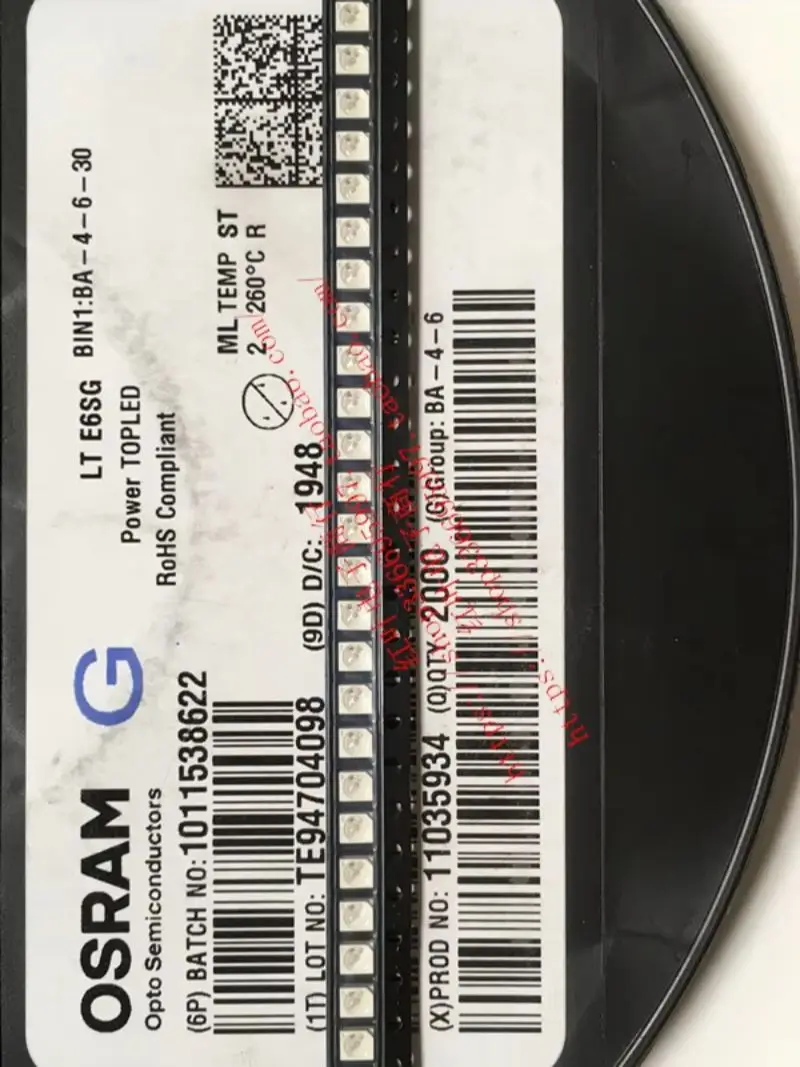 LT E6SG BIN1:BA-4-6-30
Power TOPLED
RoHS Compliant
ML TEMP ST
2 260°C R
G
OSRAM
Opto Semiconductors
(6P) BATCH NO:1011538622
(1T) LOT NO: TE94704098 (9D) D/C: 1948
(X)PROD NO: 11035934 (Q)QTY: 2000 (G)Group: BA-4-6